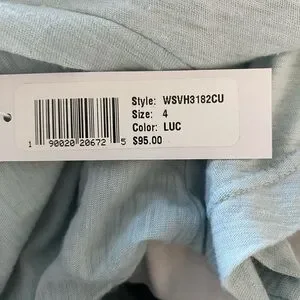 Style: WSVH3182CU
Size: 4
Color: LUC
$95.00
1 90020 20672 5